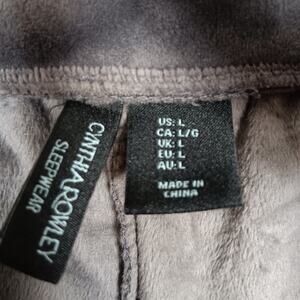 CYNTHIA ROWLEY
SLEEPWEAR
US: L
CA: L/G
UK: L
EU: L
AU: L
MADE IN
CHINA